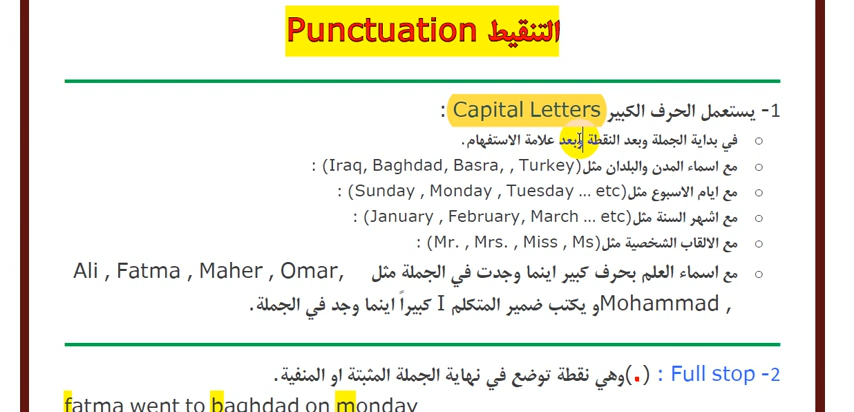 التنقيط Punctuation
1- يستعمل الحرف الكبير Capital Letters :
في بداية الجملة وبعد النقطة وبعد علامة الاستفهام.
مع اسماء المدن والبلدان مثل(Iraq, Baghdad, Basra, , Turkey) :
مع ايام الاسبوع مثل(Sunday , Monday , Tuesday ... etc) :
مع اشهر السنة مثل(January , February, March ... etc) :
مع الالقاب الشخصية مثل(Mr. , Mrs. , Miss , Ms) :
مع اسماء العلم بحرف كبير اينما وجدت في الجملة مثل Ali , Fatma , Maher , Omar,
Mohammad , و يكتب ضمير المتكلم I كبيراً اينما وجد في الجملة.
2- Full stop : (.)وهي نقطة توضع في نهاية الجملة المثبتة او المنفية.
fatma went to baghdad on monday